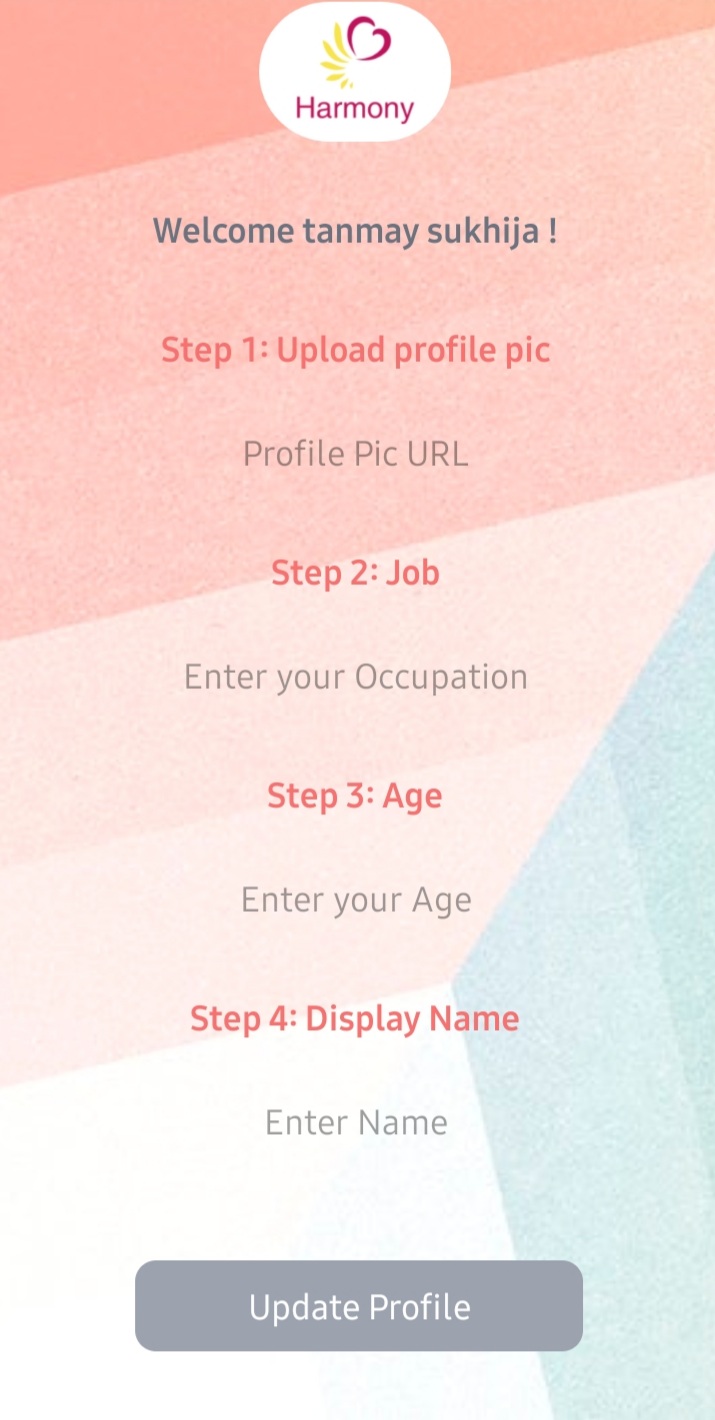 Harmony
Welcome tanmay sukhija !
Step 1: Upload profile pic
Profile Pic URL
Step 2: Job
Enter your Occupation
Step 3: Age
Enter your Age
Step 4: Display Name
Enter Name
Update Profile